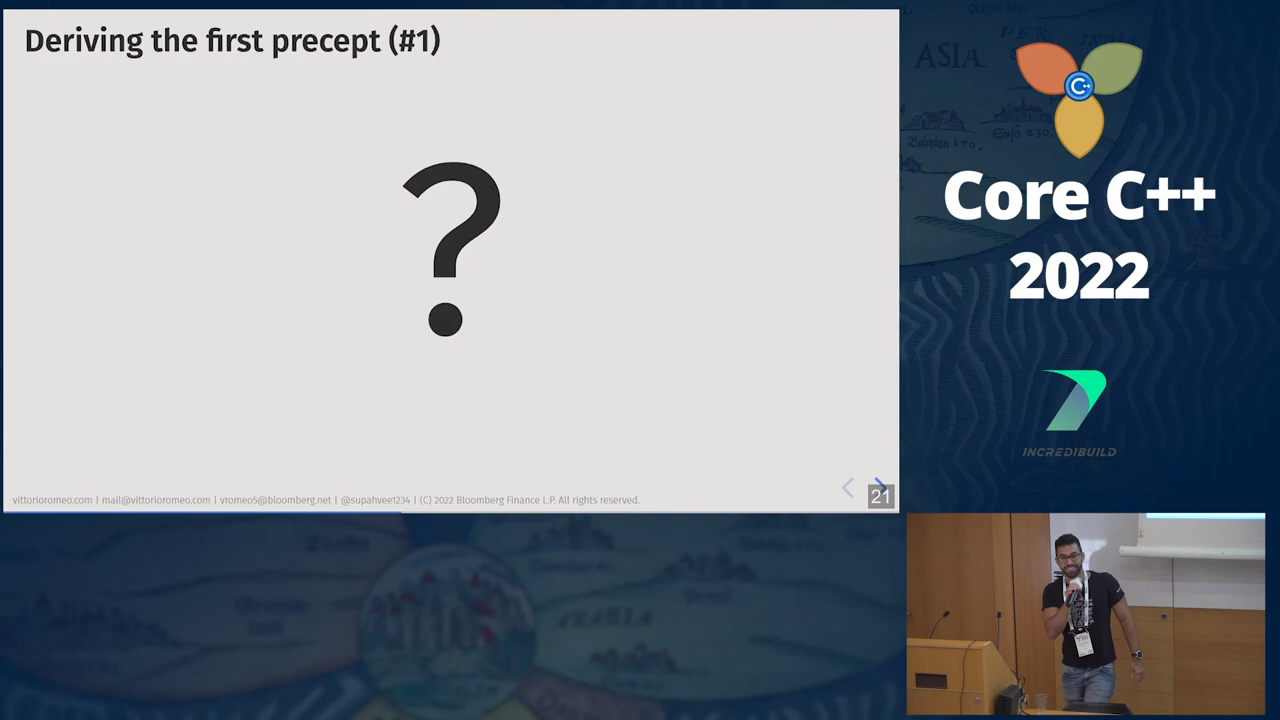 Deriving the first precept (#1)
?
vittorioromeo.com | mail@vittorioromeo.com | vromeo5@bloomberg.net | @supahvee1234 | (C) 2022 Bloomberg Finance L.P. All rights reserved.
21
ASIA
C++
Core C++
2022
INCREDIBUILD
ARABIA